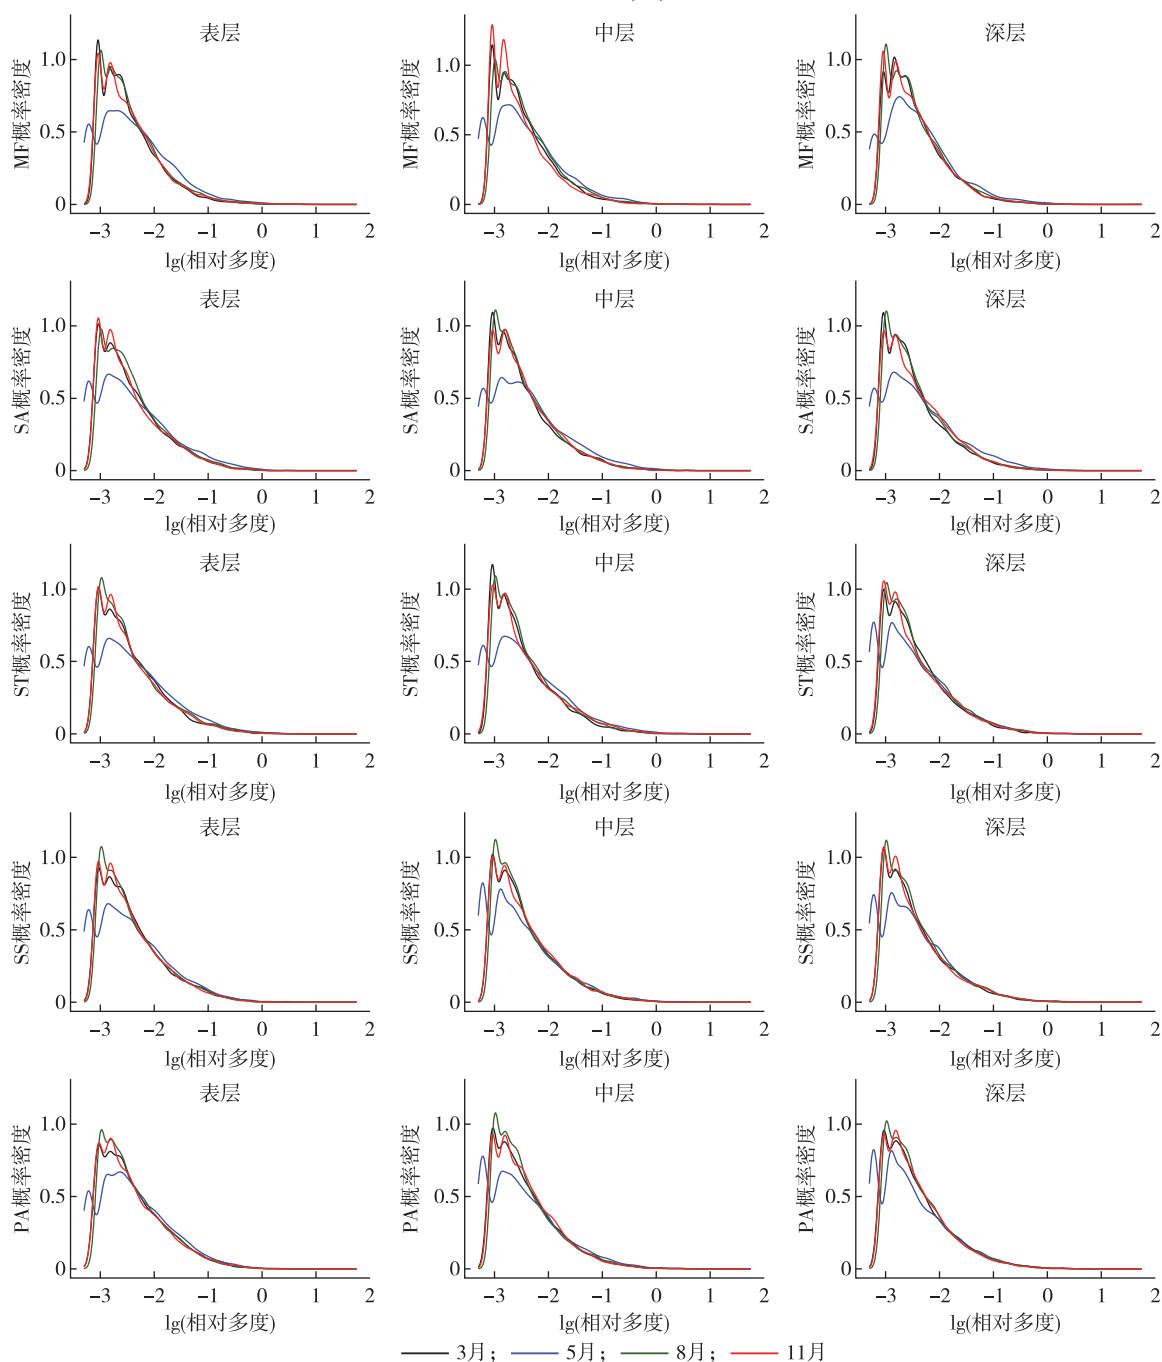 表层 中层 深层
MF概率密度 1.0 0.5 0 MF概率密度 1.0 0.5 0 MF概率密度 1.0 0.5 0
−3 −2 −1 0 1 2 −3 −2 −1 0 1 2 −3 −2 −1 0 1 2
lg(相对多度) lg(相对多度) lg(相对多度)
表层 中层 深层
SA概率密度 1.0 0.5 0 SA概率密度 1.0 0.5 0 SA概率密度 1.0 0.5 0
−3 −2 −1 0 1 2 −3 −2 −1 0 1 2 −3 −2 −1 0 1 2
lg(相对多度) lg(相对多度) lg(相对多度)
表层 中层 深层
ST概率密度 1.0 0.5 0 ST概率密度 1.0 0.5 0 ST概率密度 1.0 0.5 0
−3 −2 −1 0 1 2 −3 −2 −1 0 1 2 −3 −2 −1 0 1 2
lg(相对多度) lg(相对多度) lg(相对多度)
表层 中层 深层
SS概率密度 1.0 0.5 0 SS概率密度 1.0 0.5 0 SS概率密度 1.0 0.5 0
−3 −2 −1 0 1 2 −3 −2 −1 0 1 2 −3 −2 −1 0 1 2
lg(相对多度) lg(相对多度) lg(相对多度)
表层 中层 深层
PA概率密度 1.0 0.5 0 PA概率密度 1.0 0.5 0 PA概率密度 1.0 0.5 0
−3 −2 −1 0 1 2 −3 −2 −1 0 1 2 −3 −2 −1 0 1 2
lg(相对多度) lg(相对多度) lg(相对多度)
3月； 5月； 8月； 11月